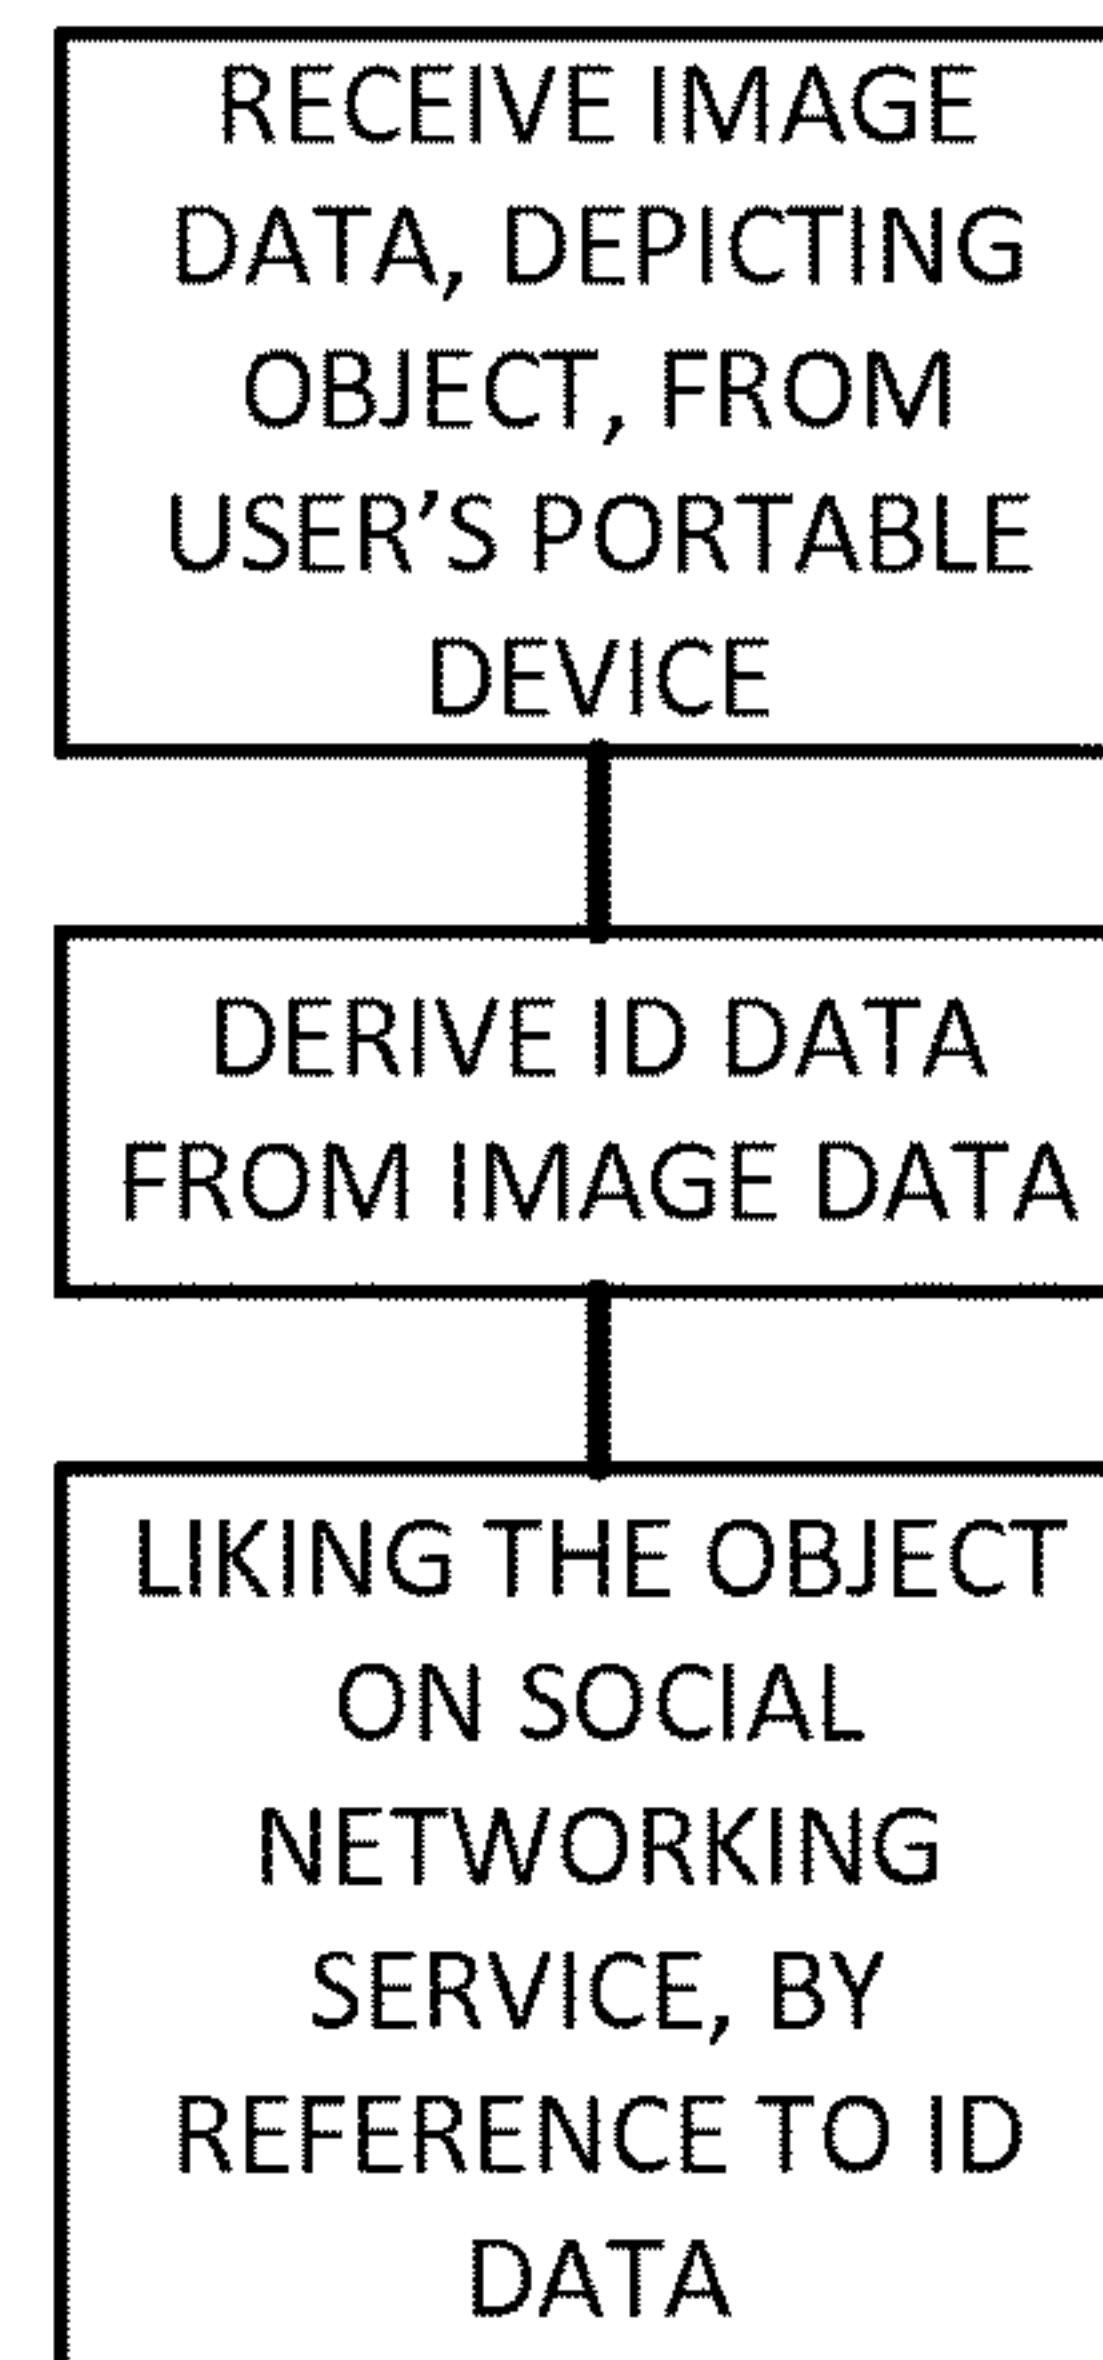 RECEIVE IMAGE
DATA, DEPICTING
OBJECT, FROM
USER’S PORTABLE
DEVICE
DERIVE ID DATA
FROM IMAGE DATA
LIKING THE OBJECT
ON SOCIAL
NETWORKING
SERVICE, BY
REFERENCE TO ID
DATA